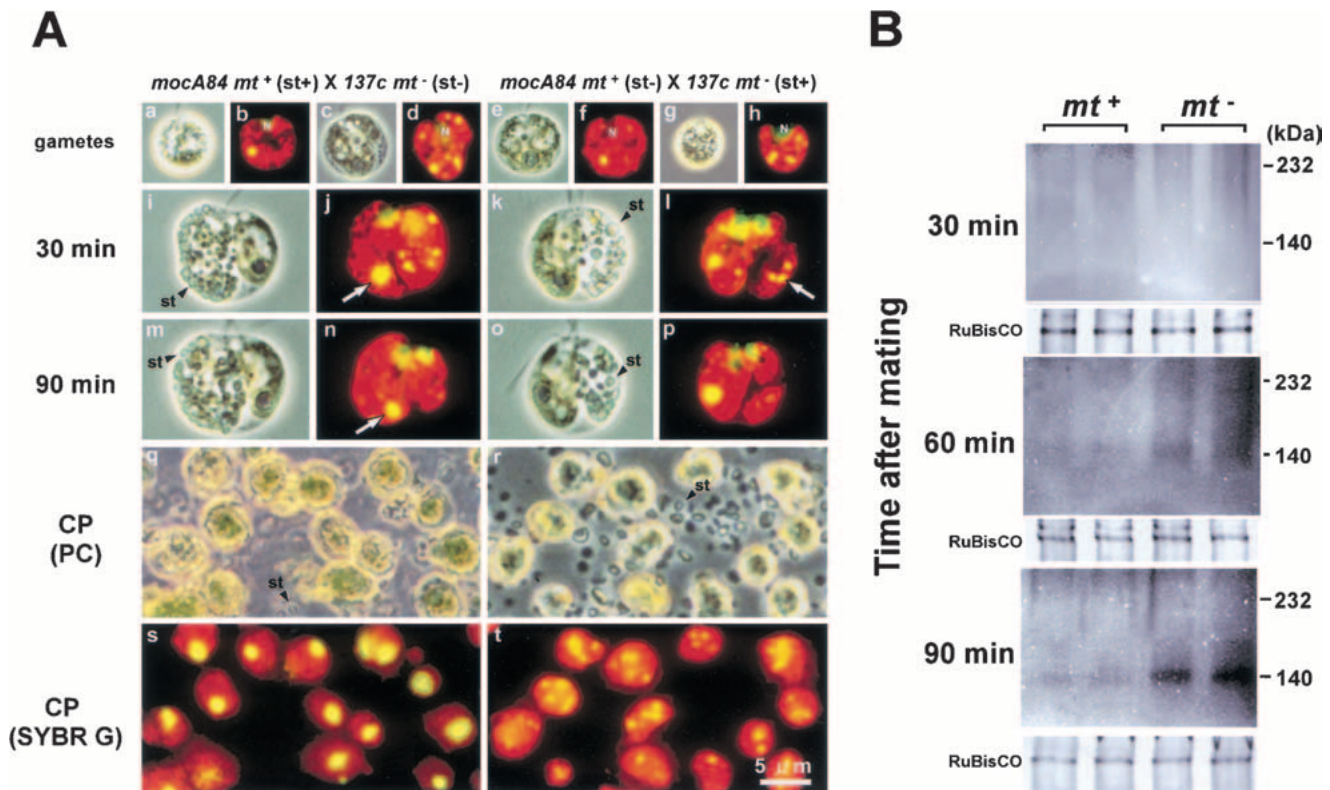 A
mocA84 mt + (st+) X 137c mt - (st-)
mocA84 mt + (st-) X 137c mt - (st+)
gametes
a
b
N
c
d
N
e
f
N
g
h
N
30 min
i
st
j
k
st
l
90 min
m
st
n
o
st
p
CP
(PC)
q
st
r
st
CP
(SYBR G)
s
t
5 μm
B
mt +
mt -
(kDa)
Time after mating
30 min
232
140
RuBisCO
60 min
232
140
RuBisCO
90 min
232
140
RuBisCO